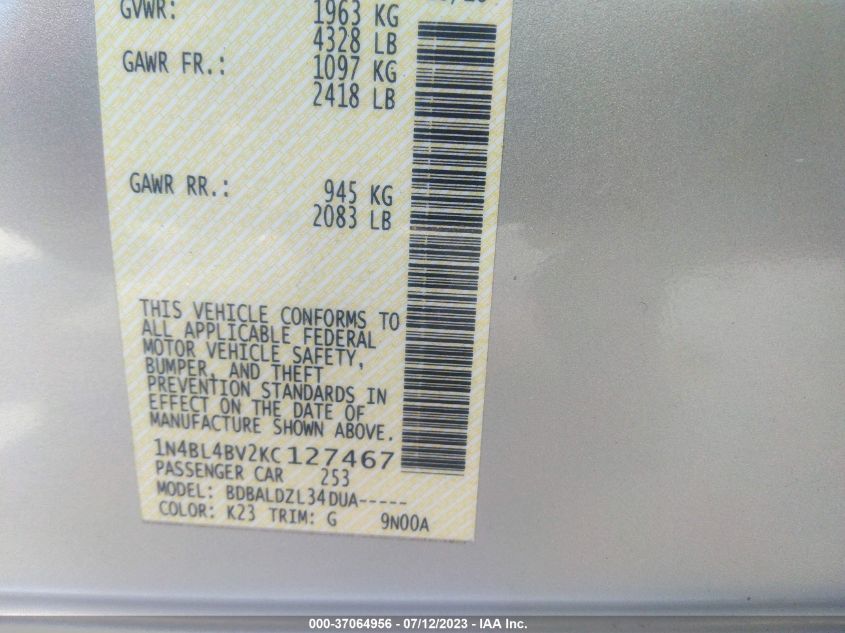 GVWR: 1963 KG
4328 LB
GAWR FR.: 1097 KG
2418 LB
GAWR RR.: 945 KG
2083 LB
THIS VEHICLE CONFORMS TO
ALL APPLICABLE FEDERAL
MOTOR VEHICLE SAFETY,
BUMPER, AND THEFT
PREVENTION STANDARDS IN
EFFECT ON THE DATE OF
MANUFACTURE SHOWN ABOVE.
1N4BL4BV2KC127467
PASSENGER CAR 253
MODEL: BDBALDZL34DUA-----
COLOR: K23 TRIM: G 9N00A
000-37064956 - 07/12/2023 - IAA Inc.